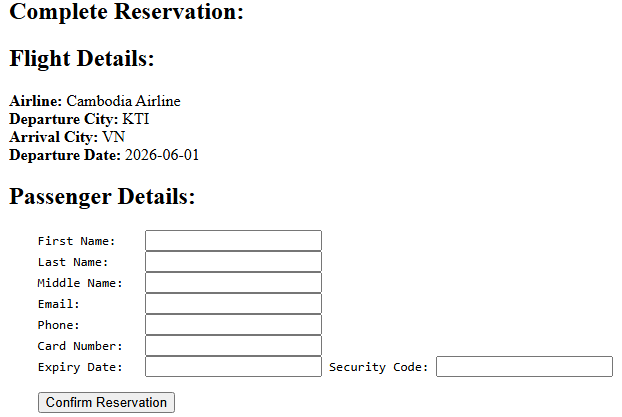 Complete Reservation:
Flight Details:
Airline: Cambodia Airline
Departure City: KTI
Arrival City: VN
Departure Date: 2026-06-01
Passenger Details:
First Name:
Last Name:
Middle Name:
Email:
Phone:
Card Number:
Expiry Date: Security Code:
Confirm Reservation